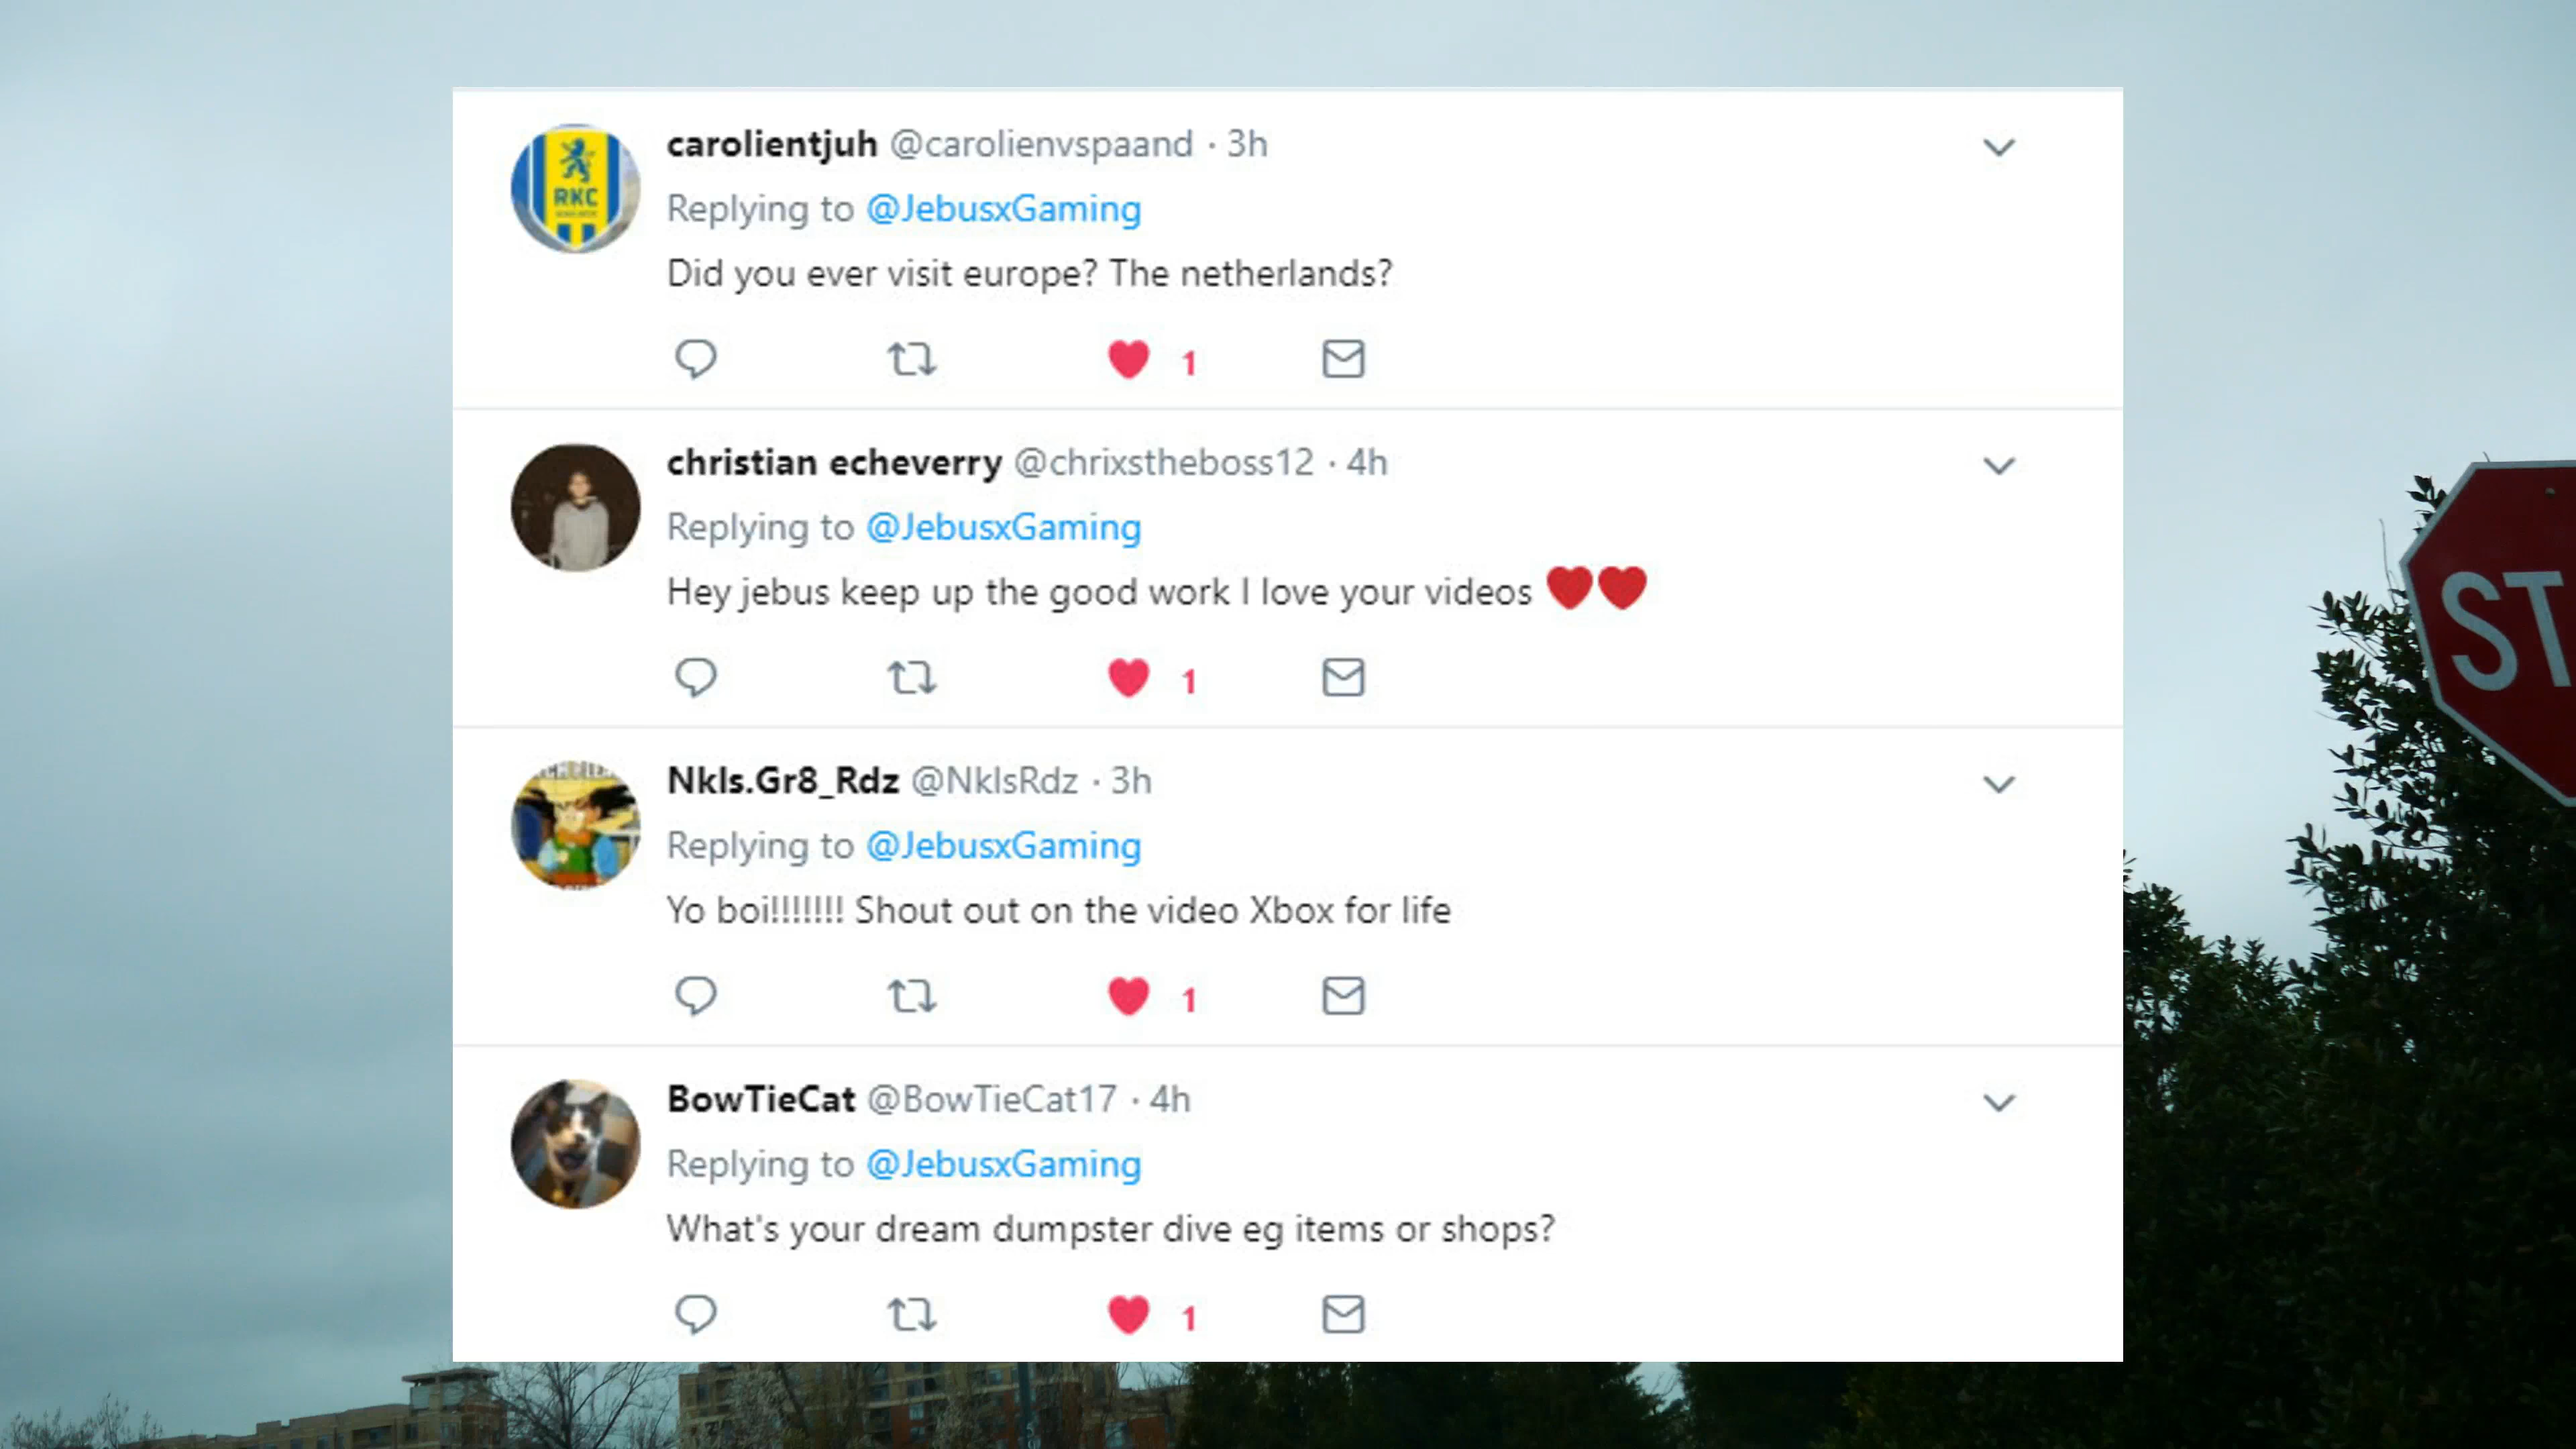 carolientjuh @carolienvspaand · 3h
Replying to @JebusxGaming
Did you ever visit europe? The netherlands?
1
christian echeverry @chrixstheboss12 · 4h
Replying to @JebusxGaming
Hey jebus keep up the good work I love your videos ❤❤
1
Nkls.Gr8_Rdz @NklsRdz · 3h
Replying to @JebusxGaming
Yo boi!!!!!!! Shout out on the video Xbox for life
1
BowTieCat @BowTieCat17 · 4h
Replying to @JebusxGaming
What's your dream dumpster dive eg items or shops?
1
RKC
ST